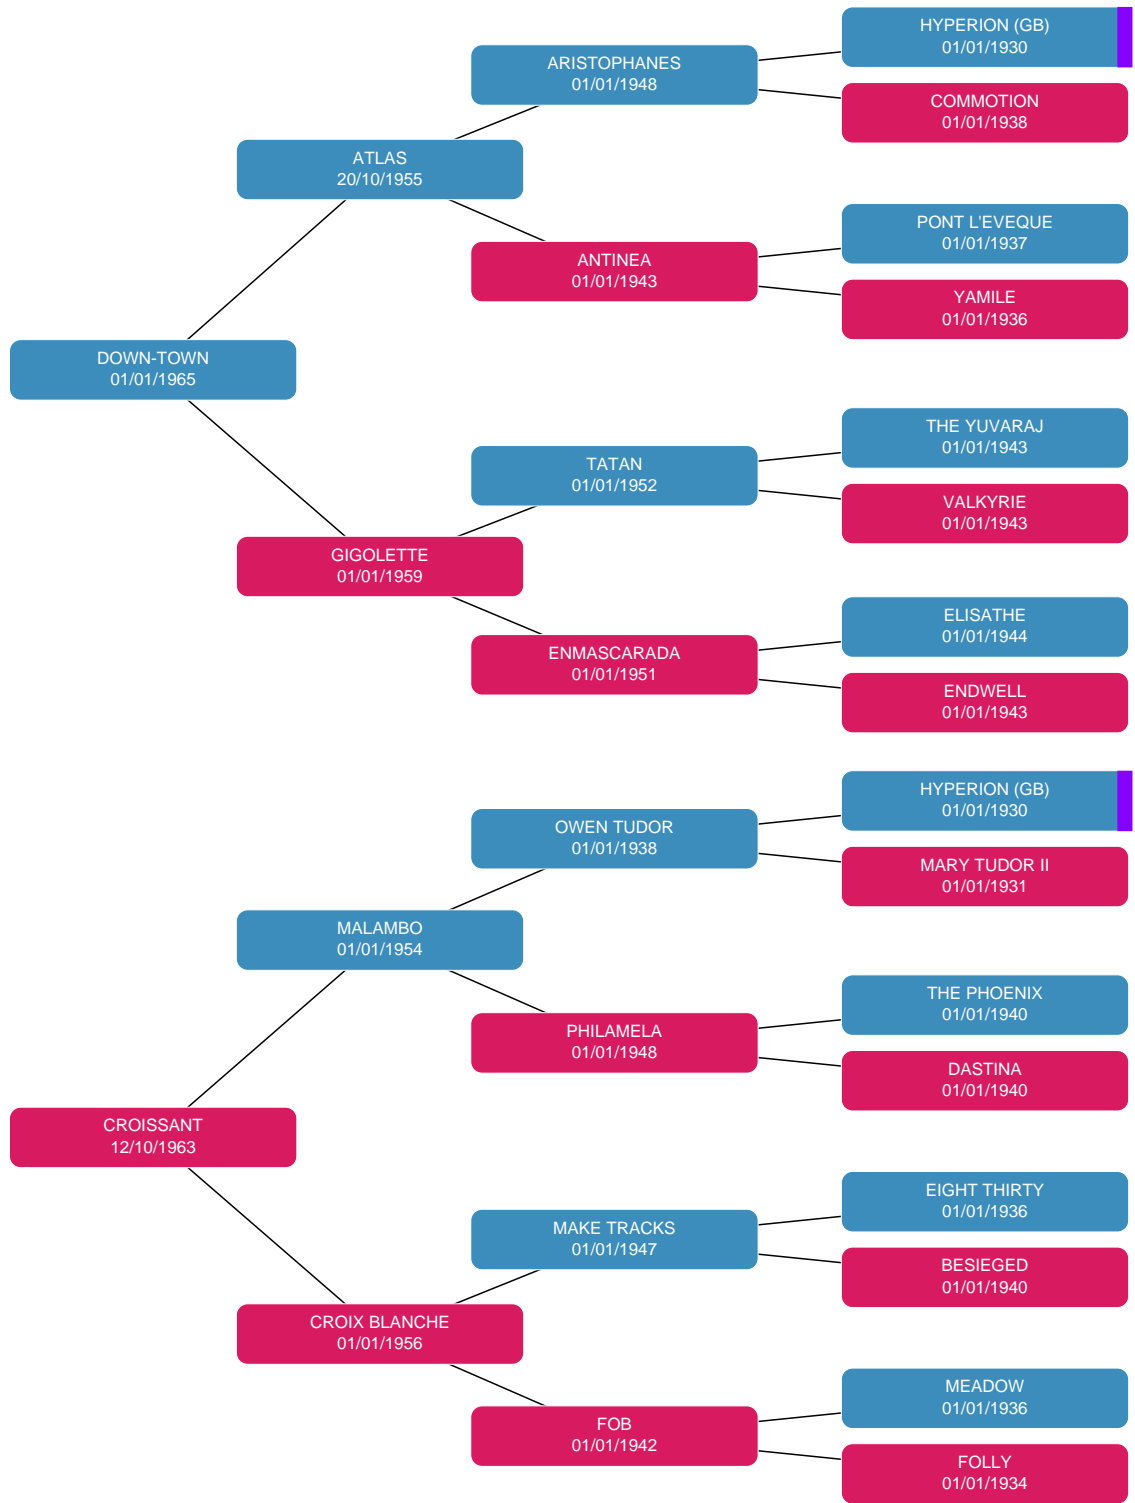 HYPERION (GB)
01/01/1930
ARISTOPHANES
01/01/1948
COMMOTION
01/01/1938
ATLAS
20/10/1955
PONT L'EVEQUE
01/01/1937
ANTINEA
01/01/1943
YAMILE
01/01/1936
DOWN-TOWN
01/01/1965
THE YUVARAJ
01/01/1943
TATAN
01/01/1952
VALKYRIE
01/01/1943
GIGOLETTE
01/01/1959
ELISATHE
01/01/1944
ENMASCARADA
01/01/1951
ENDWELL
01/01/1943
HYPERION (GB)
01/01/1930
OWEN TUDOR
01/01/1938
MARY TUDOR II
01/01/1931
MALAMBO
01/01/1954
THE PHOENIX
01/01/1940
PHILAMELA
01/01/1948
DASTINA
01/01/1940
CROISSANT
12/10/1963
EIGHT THIRTY
01/01/1936
MAKE TRACKS
01/01/1947
BESIEGED
01/01/1940
CROIX BLANCHE
01/01/1956
MEADOW
01/01/1936
FOB
01/01/1942
FOLLY
01/01/1934